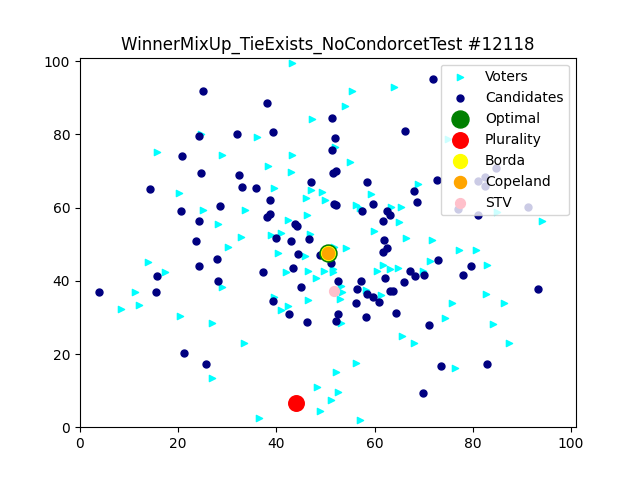 WinnerMixUp_TieExists_NoCondorcetTest #12118
100
80
60
40
20
0
0
20
40
60
80
100
Voters
Candidates
Optimal
Plurality
Borda
Copeland
STV